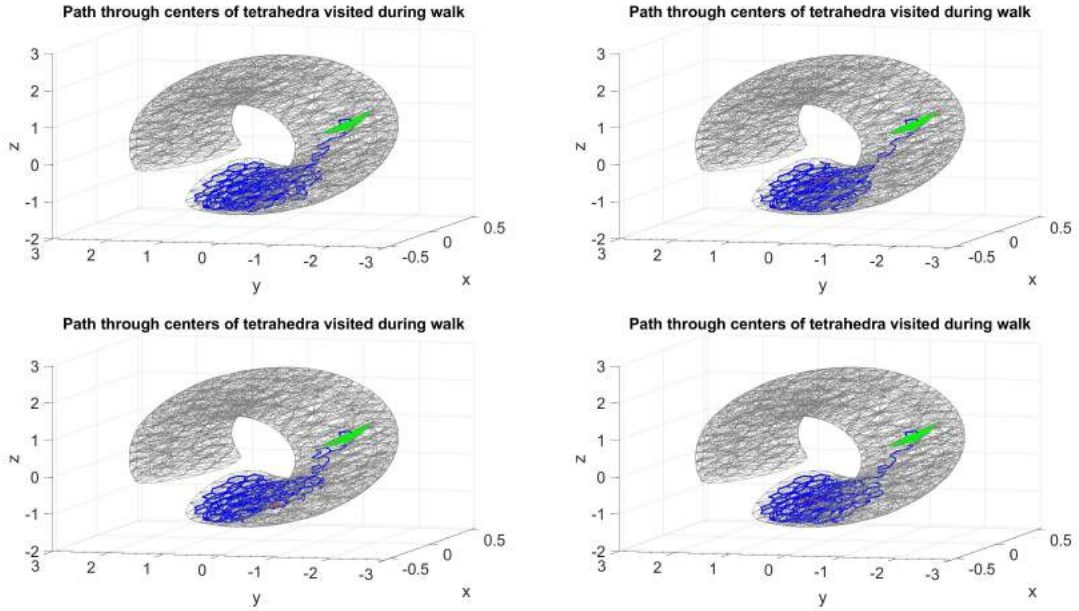 Path through centers of tetrahedra visited during walk
3
2
1
0
-1
-2
z
3 2 1 0 -1 -2 -3
y
-0.5 0 0.5
x
Path through centers of tetrahedra visited during walk
3
2
1
0
-1
-2
z
3 2 1 0 -1 -2 -3
y
-0.5 0 0.5
x
Path through centers of tetrahedra visited during walk
3
2
1
0
-1
-2
z
3 2 1 0 -1 -2 -3
y
-0.5 0 0.5
x
Path through centers of tetrahedra visited during walk
3
2
1
0
-1
-2
z
3 2 1 0 -1 -2 -3
y
-0.5 0 0.5
x